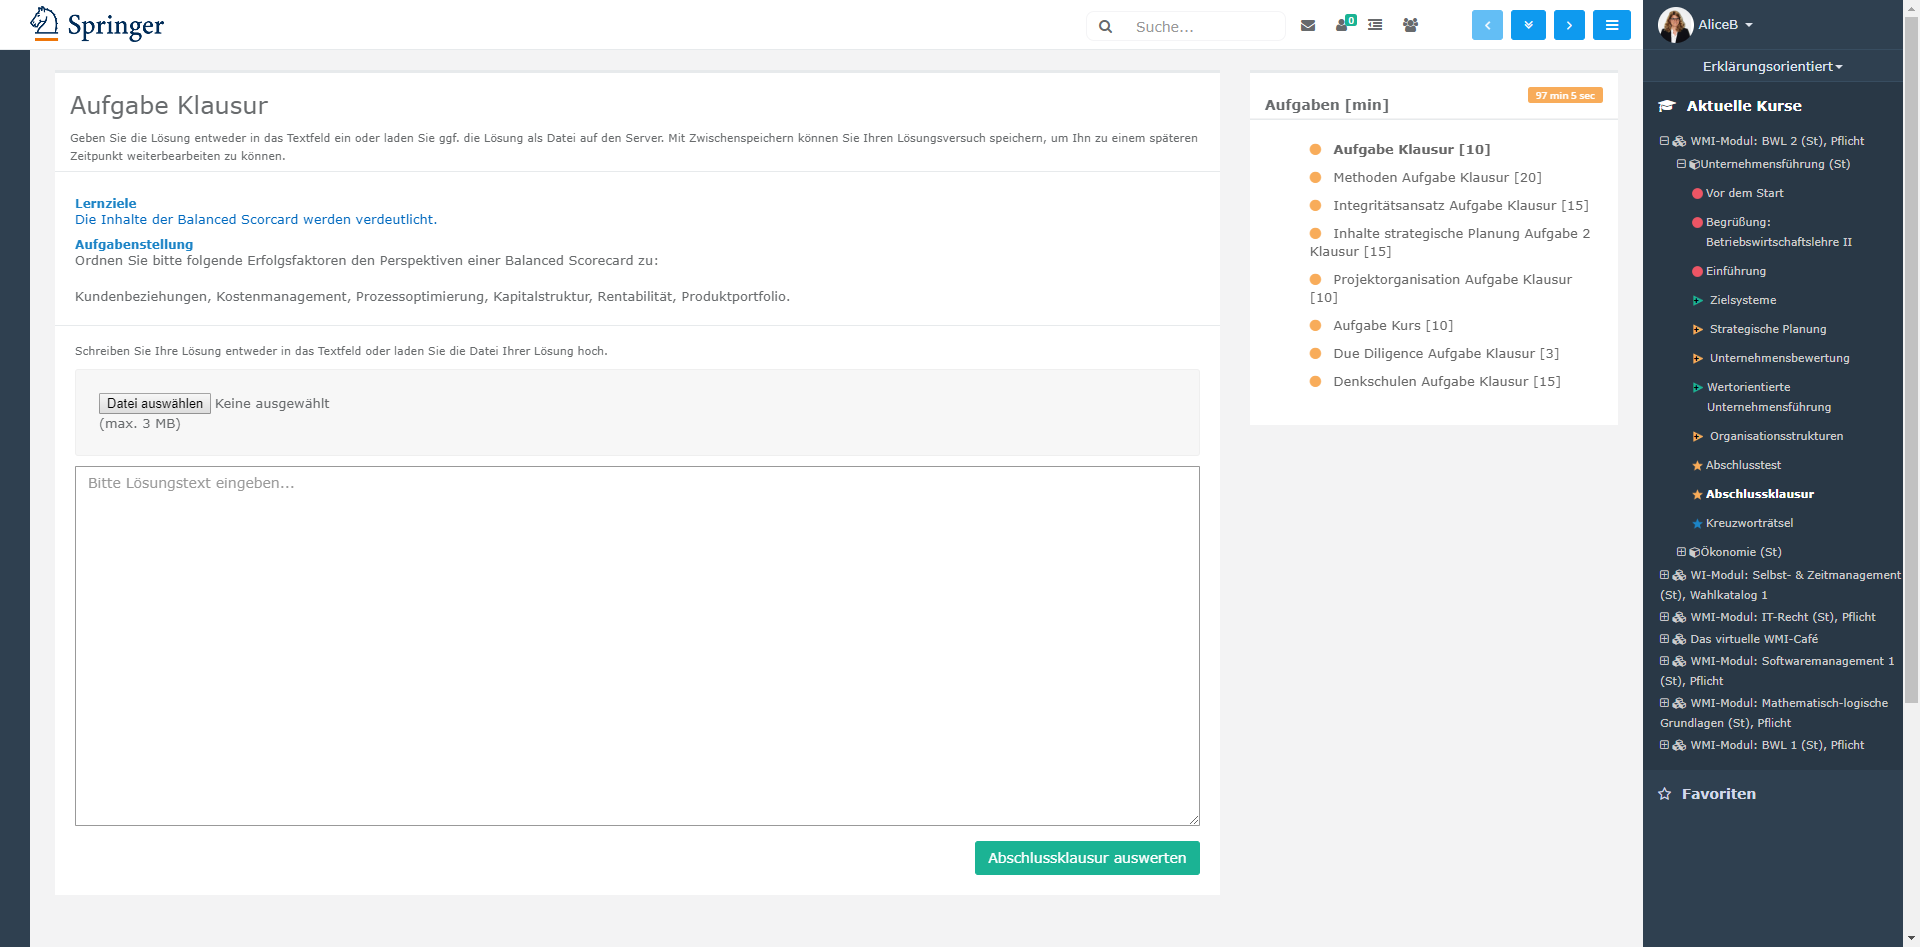 Springer
Suche...
0
AliceB
Erklärungsorientiert
Aufgabe Klausur
Geben Sie die Lösung entweder in das Textfeld ein oder laden Sie ggf. die Lösung als Datei auf den Server. Mit Zwischenspeichern können Sie Ihren Lösungsversuch speichern, um Ihn zu einem späteren
Zeitpunkt weiterbearbeiten zu können.
Lernziele
Die Inhalte der Balanced Scorcard werden verdeutlicht.
Aufgabenstellung
Ordnen Sie bitte folgende Erfolgsfaktoren den Perspektiven einer Balanced Scorecard zu:
Kundenbeziehungen, Kostenmanagement, Prozessoptimierung, Kapitalstruktur, Rentabilität, Produktportfolio.
Schreiben Sie Ihre Lösung entweder in das Textfeld oder laden Sie die Datei Ihrer Lösung hoch.
Datei auswählen Keine ausgewählt
(max. 3 MB)
Bitte Lösungstext eingeben...
Abschlussklausur auswerten
Aufgaben [min]
97 min 5 sec
Aufgabe Klausur [10]
Methoden Aufgabe Klausur [20]
Integritätsansatz Aufgabe Klausur [15]
Inhalte strategische Planung Aufgabe 2
Klausur [15]
Projektorganisation Aufgabe Klausur
[10]
Aufgabe Kurs [10]
Due Diligence Aufgabe Klausur [3]
Denkschulen Aufgabe Klausur [15]
Aktuelle Kurse
WMI-Modul: BWL 2 (St), Pflicht
Unternehmensführung (St)
Vor dem Start
Begrüßung:
Betriebswirtschaftslehre II
Einführung
Zielsysteme
Strategische Planung
Unternehmensbewertung
Wertorientierte
Unternehmensführung
Organisationsstrukturen
Abschlusstest
Abschlussklausur
Kreuzworträtsel
Ökonomie (St)
WI-Modul: Selbst- & Zeitmanagement
(St), Wahlkatalog 1
WMI-Modul: IT-Recht (St), Pflicht
Das virtuelle WMI-Café
WMI-Modul: Softwaremanagement 1
(St), Pflicht
WMI-Modul: Mathematisch-logische
Grundlagen (St), Pflicht
WMI-Modul: BWL 1 (St), Pflicht
Favoriten